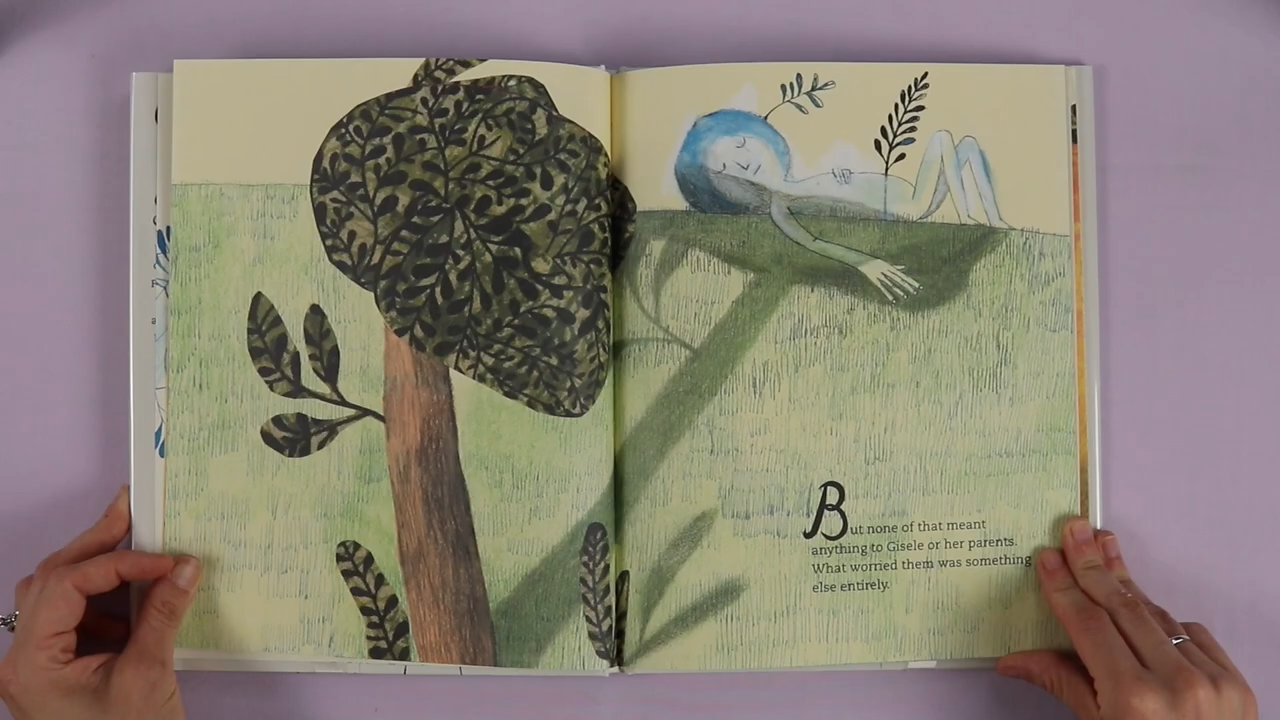 But none of that meant
anything to Gisele or her parents.
What worried them was something
else entirely.